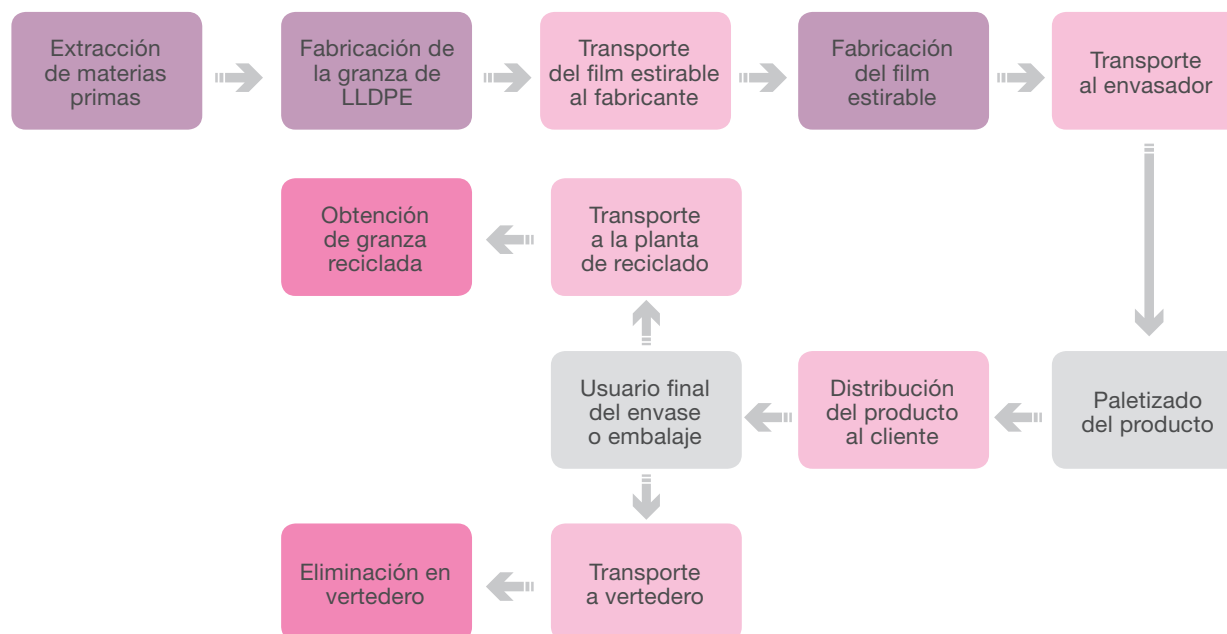 Extracción
de materias
primas
Fabricación de
la granza de
LLDPE
Transporte
del film estirable
al fabricante
Fabricación
del film
estirable
Transporte
al envasador
Obtención
de granza
reciclada
Transporte
a la planta
de reciclado
Usuario final
del envase
o embalaje
Distribución
del producto
al cliente
Paletizado
del producto
Eliminación en
vertedero
Transporte
a vertedero